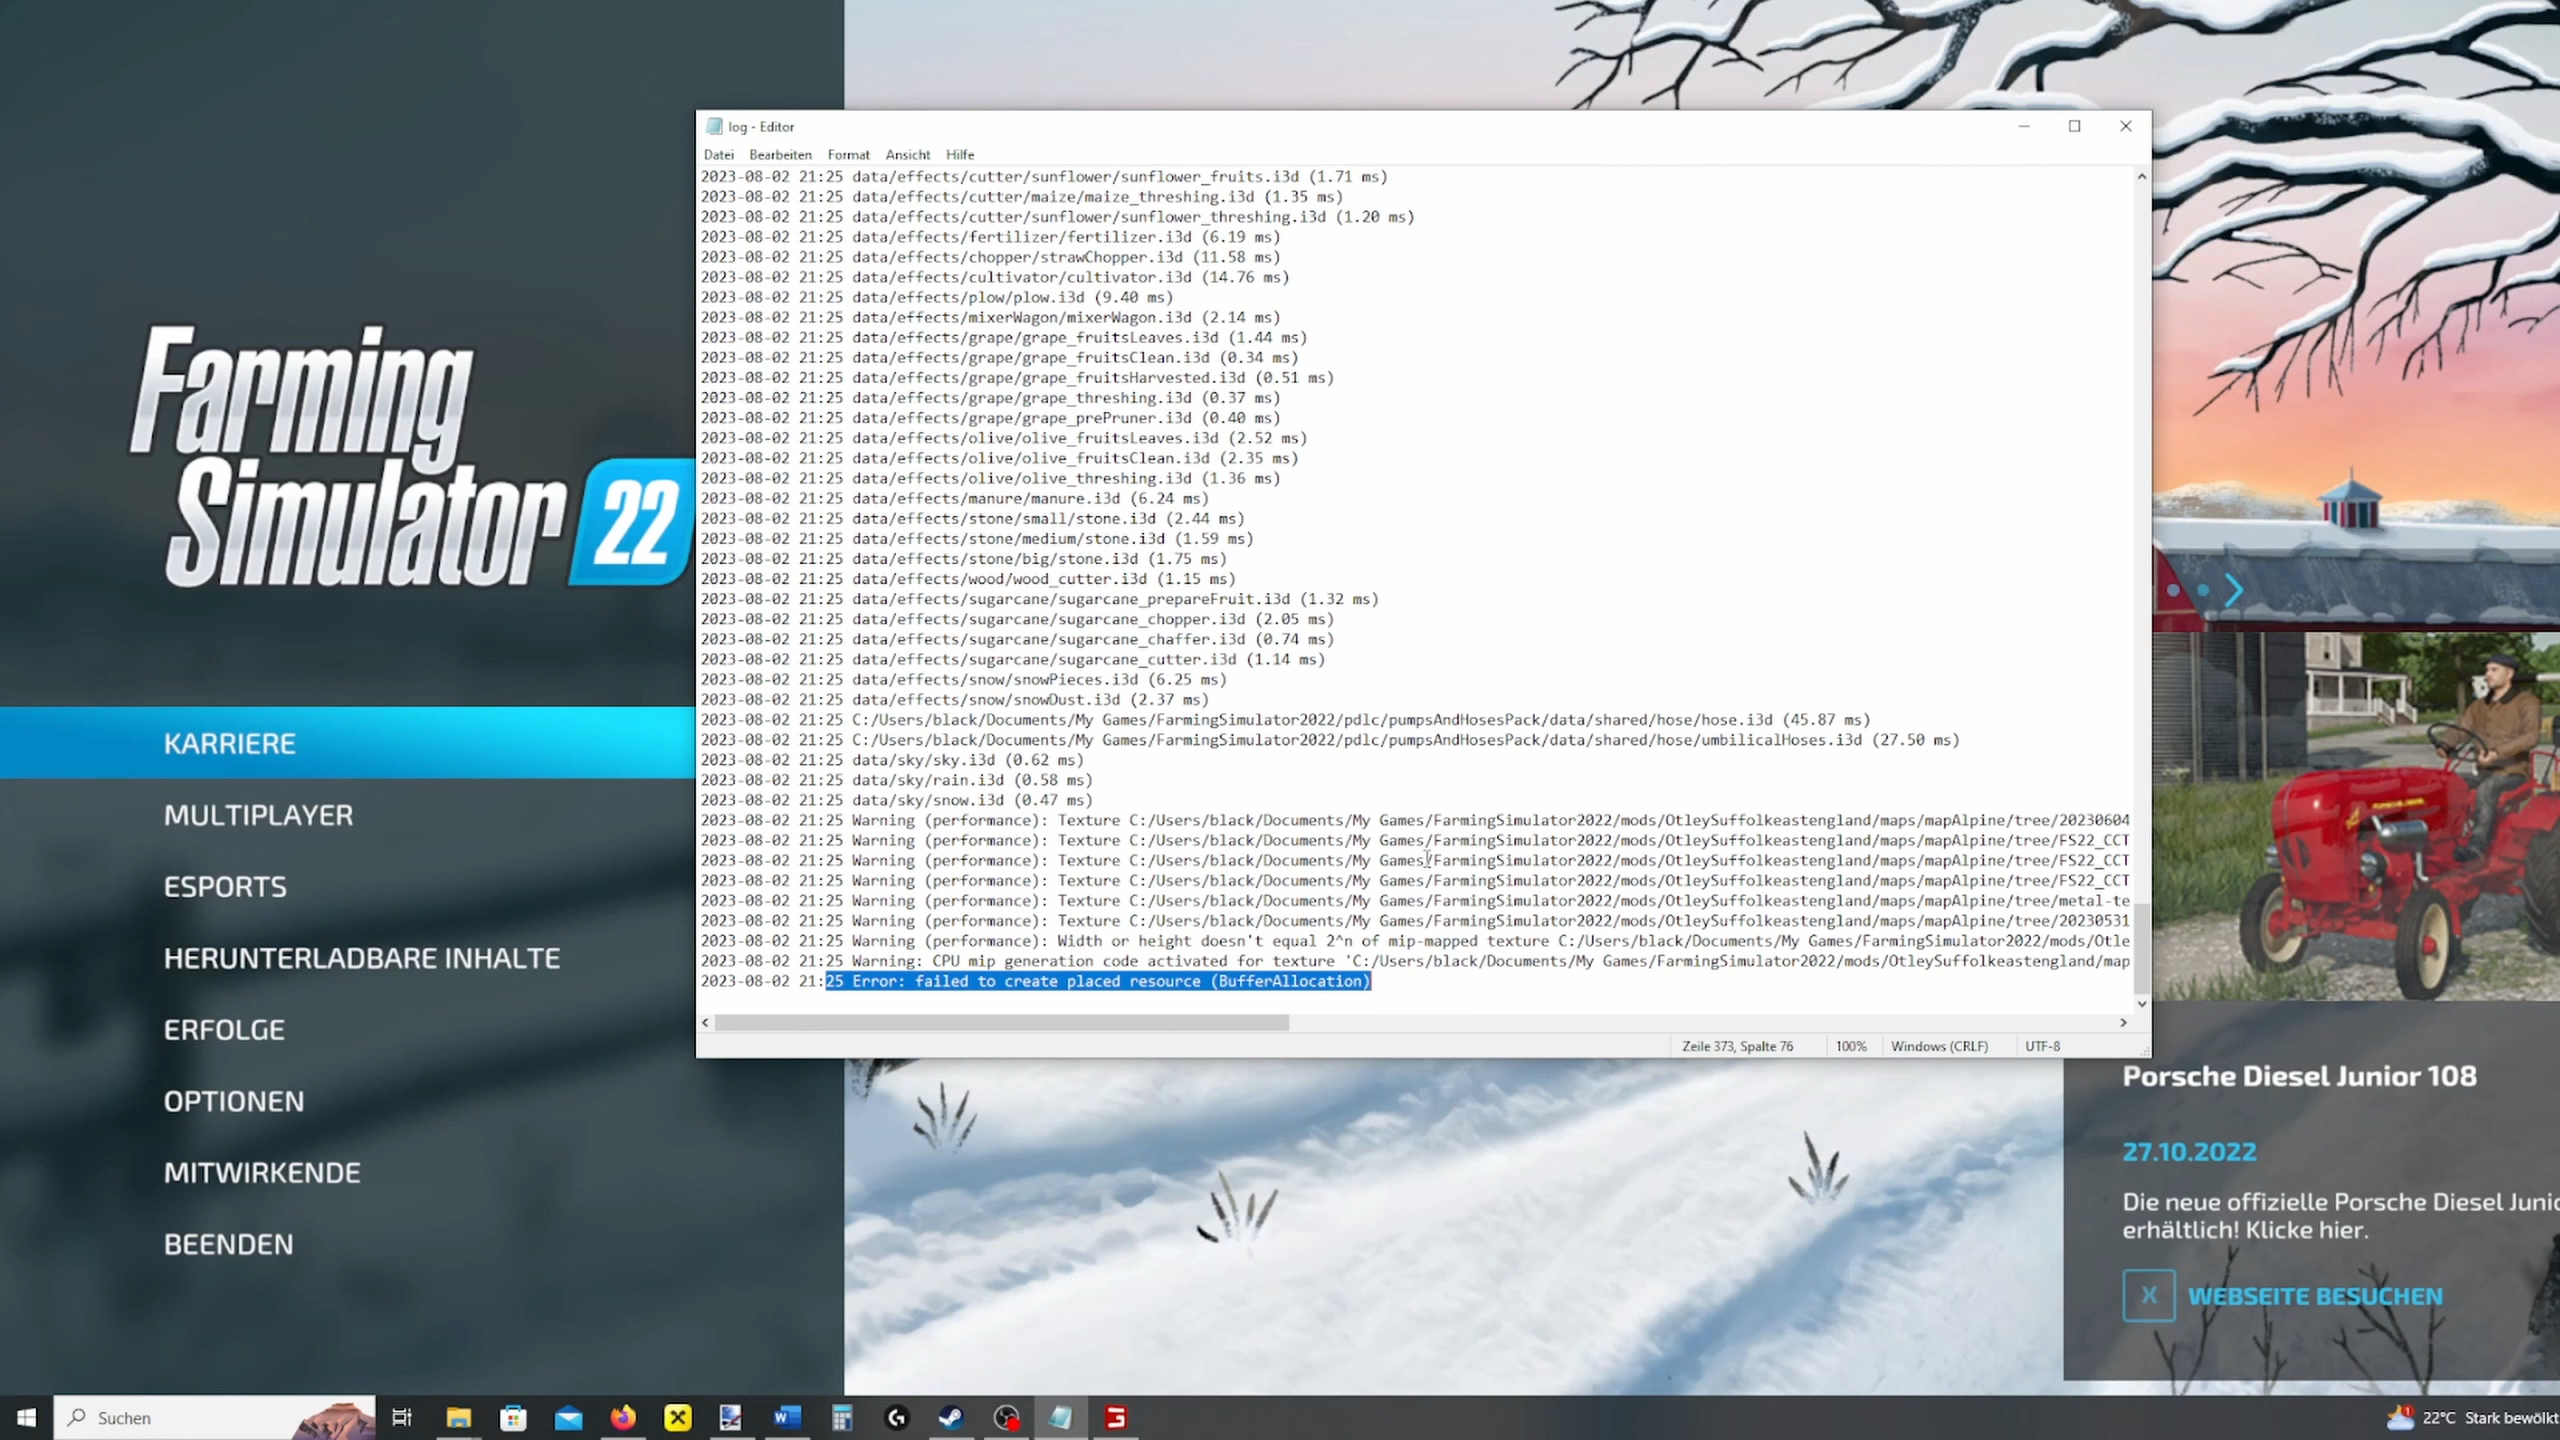 Farming
Simulator 22
KARRIERE
MULTIPLAYER
ESPORTS
HERUNTERLADBARE INHALTE
ERFOLGE
OPTIONEN
MITWIRKENDE
BEENDEN
log - Editor
Datei Bearbeiten Format Ansicht Hilfe
2023-08-02 21:25 data/effects/cutter/sunflower/sunflower_fruits.i3d (1.71 ms)
2023-08-02 21:25 data/effects/cutter/maize/maize_threshing.i3d (1.35 ms)
2023-08-02 21:25 data/effects/cutter/sunflower/sunflower_threshing.i3d (1.20 ms)
2023-08-02 21:25 data/effects/fertilizer/fertilizer.i3d (6.19 ms)
2023-08-02 21:25 data/effects/chopper/strawChopper.i3d (11.58 ms)
2023-08-02 21:25 data/effects/cultivator/cultivator.i3d (14.76 ms)
2023-08-02 21:25 data/effects/plow/plow.i3d (9.40 ms)
2023-08-02 21:25 data/effects/mixerWagon/mixerWagon.i3d (2.14 ms)
2023-08-02 21:25 data/effects/grape/grape_fruitsLeaves.i3d (1.44 ms)
2023-08-02 21:25 data/effects/grape/grape_fruitsClean.i3d (0.34 ms)
2023-08-02 21:25 data/effects/grape/grape_fruitsHarvested.i3d (0.51 ms)
2023-08-02 21:25 data/effects/grape/grape_threshing.i3d (0.37 ms)
2023-08-02 21:25 data/effects/grape/grape_prePruner.i3d (0.40 ms)
2023-08-02 21:25 data/effects/olive/olive_fruitsLeaves.i3d (2.52 ms)
2023-08-02 21:25 data/effects/olive/olive_fruitsClean.i3d (2.35 ms)
2023-08-02 21:25 data/effects/olive/olive_threshing.i3d (1.36 ms)
2023-08-02 21:25 data/effects/manure/manure.i3d (6.24 ms)
2023-08-02 21:25 data/effects/stone/small/stone.i3d (2.44 ms)
2023-08-02 21:25 data/effects/stone/medium/stone.i3d (1.59 ms)
2023-08-02 21:25 data/effects/stone/big/stone.i3d (1.75 ms)
2023-08-02 21:25 data/effects/wood/wood_cutter.i3d (1.15 ms)
2023-08-02 21:25 data/effects/sugarcane/sugarcane_prepareFruit.i3d (1.32 ms)
2023-08-02 21:25 data/effects/sugarcane/sugarcane_chopper.i3d (2.05 ms)
2023-08-02 21:25 data/effects/sugarcane/sugarcane_chaffer.i3d (0.74 ms)
2023-08-02 21:25 data/effects/sugarcane/sugarcane_cutter.i3d (1.14 ms)
2023-08-02 21:25 data/effects/snow/snowPieces.i3d (6.25 ms)
2023-08-02 21:25 data/effects/snow/snowDust.i3d (2.37 ms)
2023-08-02 21:25 C:/Users/black/Documents/My Games/FarmingSimulator2022/pdlc/pumpsAndHosesPack/data/shared/hose/hose.i3d (45.87 ms)
2023-08-02 21:25 C:/Users/black/Documents/My Games/FarmingSimulator2022/pdlc/pumpsAndHosesPack/data/shared/hose/umbilicalHoses.i3d (27.50 ms)
2023-08-02 21:25 data/sky/sky.i3d (0.62 ms)
2023-08-02 21:25 data/sky/rain.i3d (0.58 ms)
2023-08-02 21:25 data/sky/snow.i3d (0.47 ms)
2023-08-02 21:25 Warning (performance): Texture C:/Users/black/Documents/My Games/FarmingSimulator2022/mods/OtleySuffolkeastengland/maps/mapAlpine/tree/20230604
2023-08-02 21:25 Warning (performance): Texture C:/Users/black/Documents/My Games/FarmingSimulator2022/mods/OtleySuffolkeastengland/maps/mapAlpine/tree/FS22_CCT
2023-08-02 21:25 Warning (performance): Texture C:/Users/black/Documents/My Games/FarmingSimulator2022/mods/OtleySuffolkeastengland/maps/mapAlpine/tree/FS22_CCT
2023-08-02 21:25 Warning (performance): Texture C:/Users/black/Documents/My Games/FarmingSimulator2022/mods/OtleySuffolkeastengland/maps/mapAlpine/tree/FS22_CCT
2023-08-02 21:25 Warning (performance): Texture C:/Users/black/Documents/My Games/FarmingSimulator2022/mods/OtleySuffolkeastengland/maps/mapAlpine/tree/metal-te
2023-08-02 21:25 Warning (performance): Texture C:/Users/black/Documents/My Games/FarmingSimulator2022/mods/OtleySuffolkeastengland/maps/mapAlpine/tree/20230531
2023-08-02 21:25 Warning (performance): Width or height doesn't equal 2^n of mip-mapped texture C:/Users/black/Documents/My Games/FarmingSimulator2022/mods/Otle
2023-08-02 21:25 Warning: CPU mip generation code activated for texture 'C:/Users/black/Documents/My Games/FarmingSimulator2022/mods/OtleySuffolkeastengland/map
2023-08-02 21:25 Error: failed to create placed resource (BufferAllocation)
Zeile 373, Spalte 76 100% Windows (CRLF) UTF-8
Porsche Diesel Junior 108
27.10.2022
Die neue offizielle Porsche Diesel Junio
erhältlich! Klicke hier.
X WEBSEITE BESUCHEN
Suchen
22°C Stark bewölkt